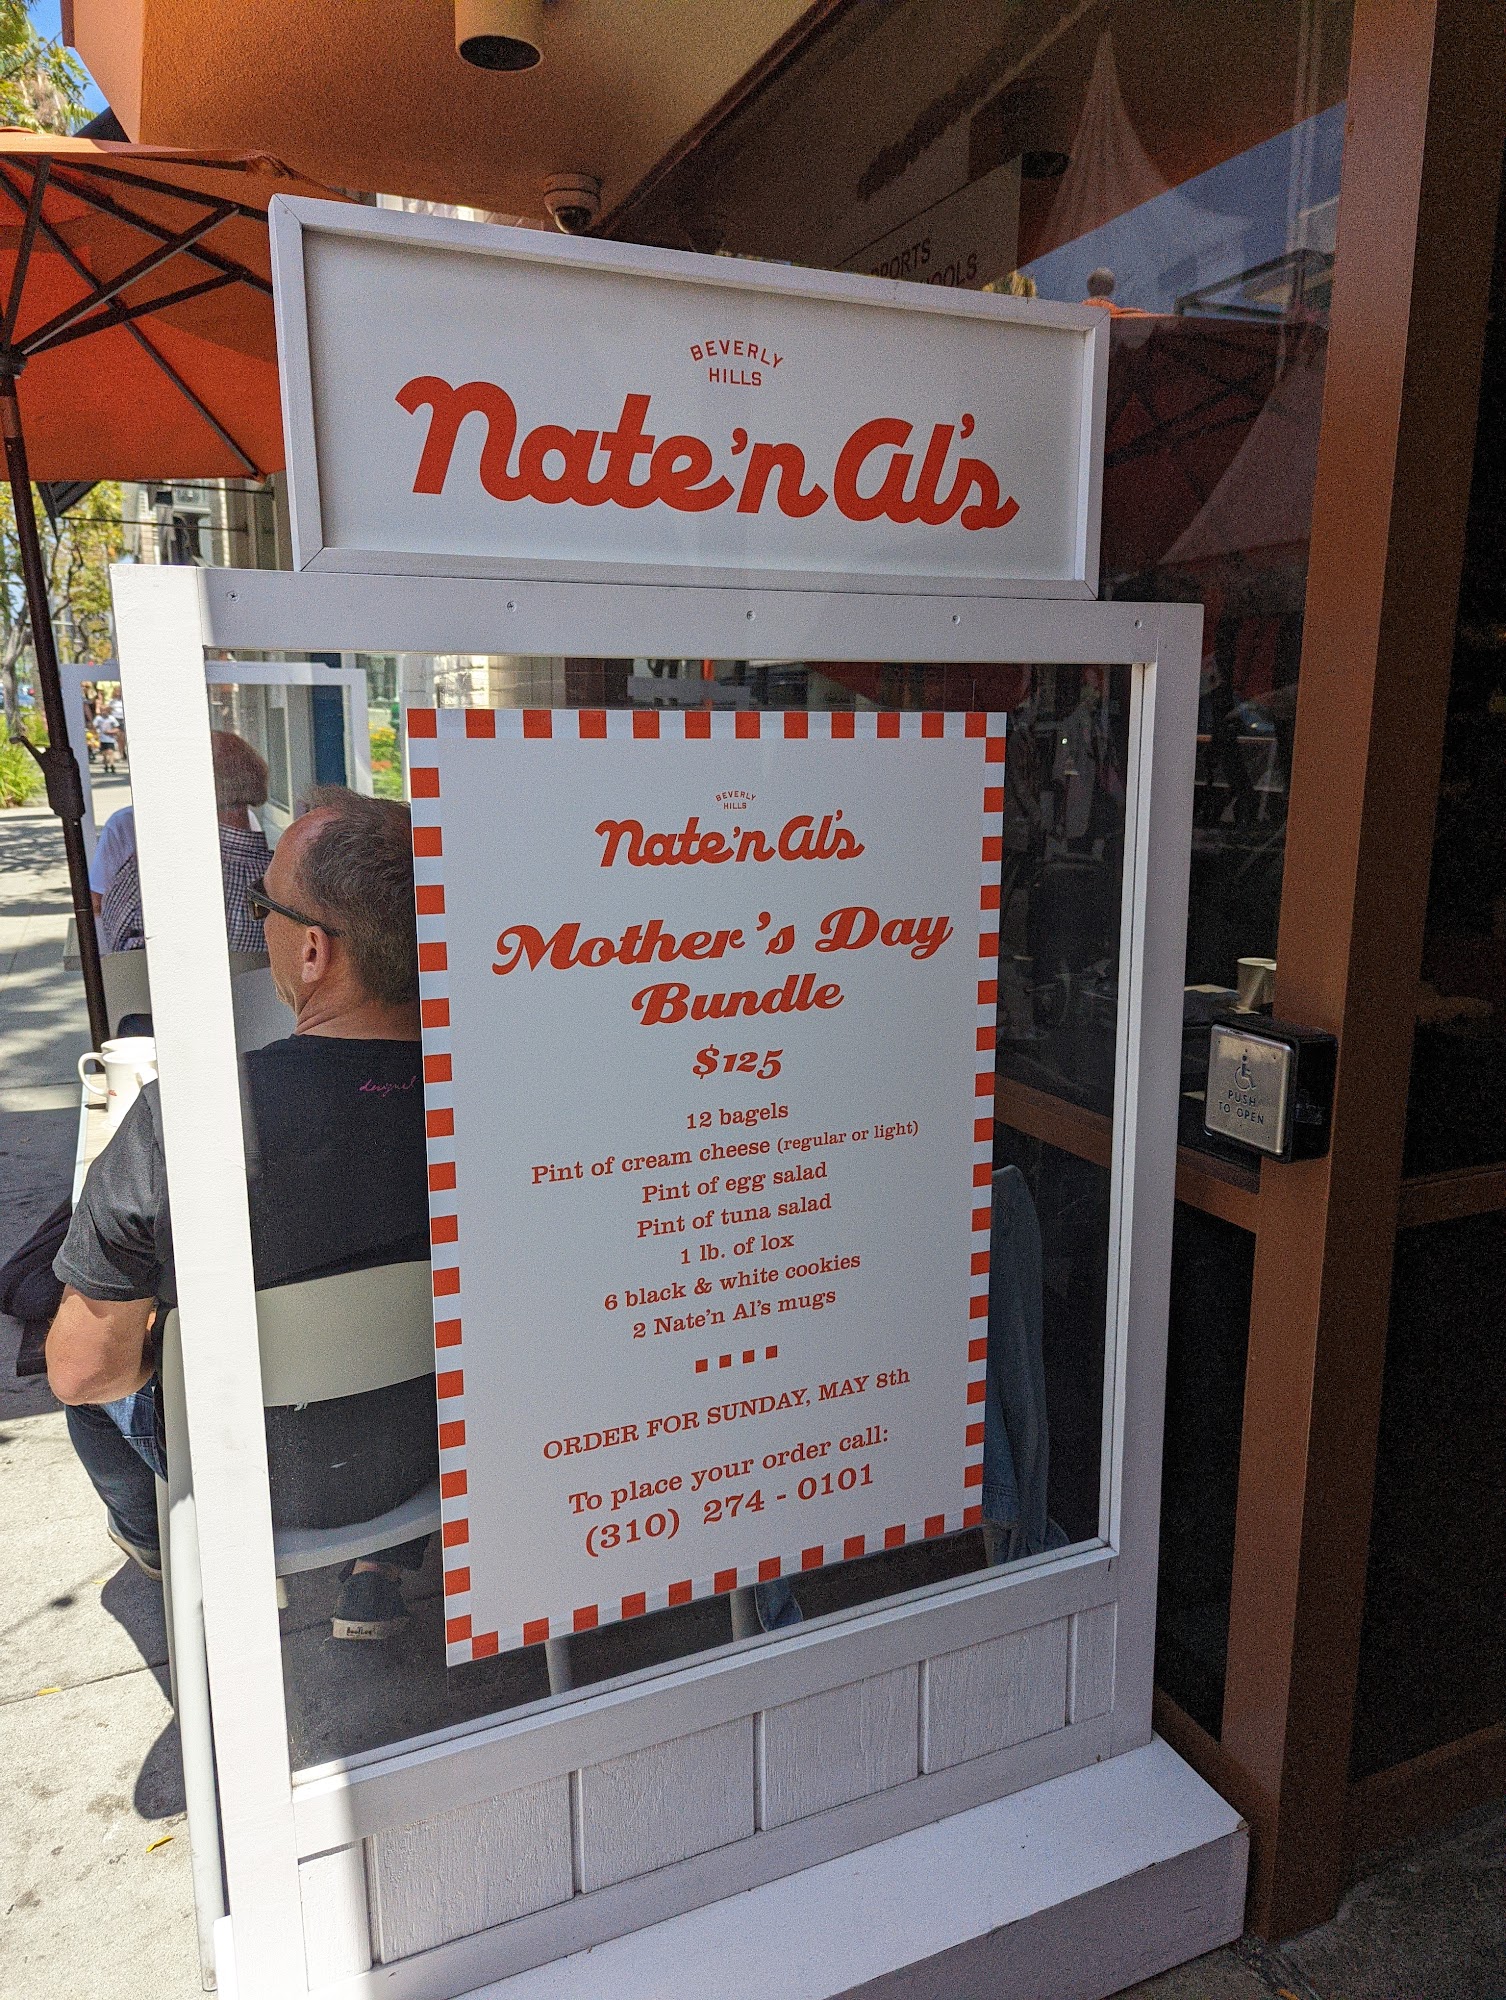 PPORTS
OOLS
BEVERLY
HILLS
Nate'n Al's
BEVERLY
HILLS
Nate'n Al's
Mother's Day
Bundle
$125
12 bagels
Pint of cream cheese (regular or light)
Pint of egg salad
Pint of tuna salad
1 lb. of lox
6 black & white cookies
2 Nate'n Al's mugs
ORDER FOR SUNDAY, MAY 8th
To place your order call:
(310) 274 - 0101
PUSH
TO OPEN
designel